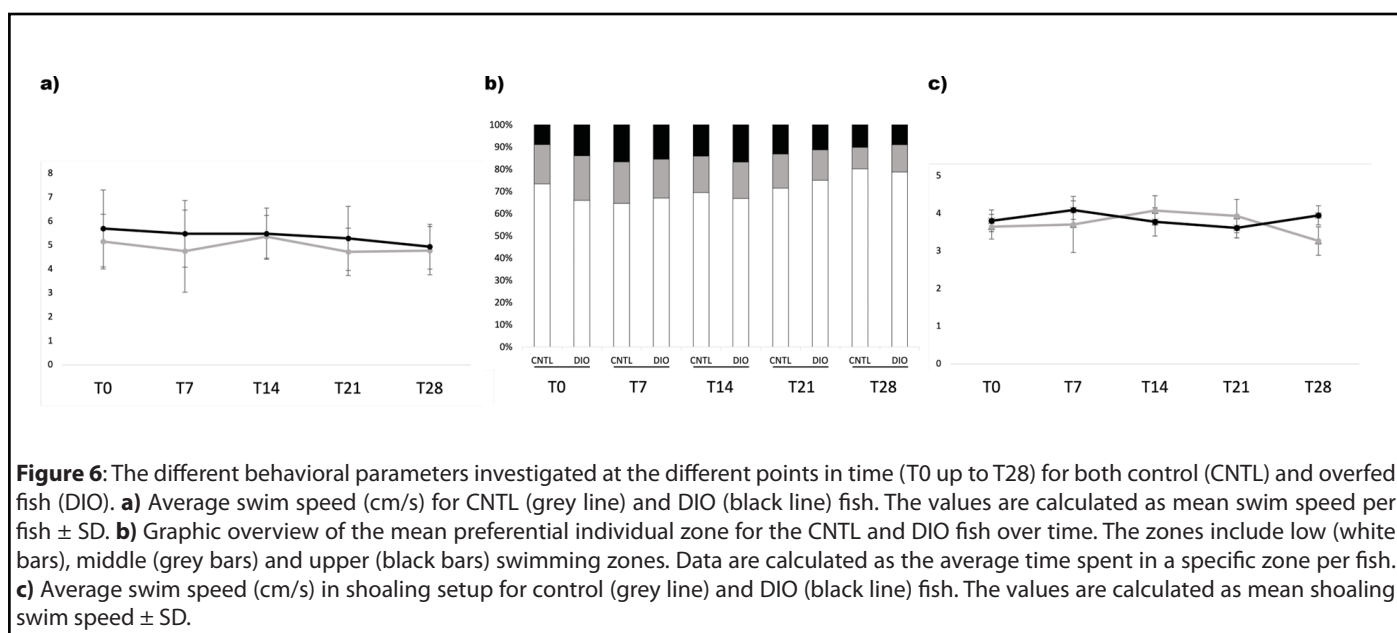 a)
8
7
6
5
4
3
2
1
0
T0 T7 T14 T21 T28
b)
100%
90%
80%
70%
60%
50%
40%
30%
20%
10%
0%
CNTL DIO CNTL DIO CNTL DIO CNTL DIO CNTL DIO
T0 T7 T14 T21 T28
c)
5
4
3
2
1
0
T0 T7 T14 T21 T28
Figure 6: The different behavioral parameters investigated at the different points in time (T0 up to T28) for both control (CNTL) and overfed
fish (DIO). a) Average swim speed (cm/s) for CNTL (grey line) and DIO (black line) fish. The values are calculated as mean swim speed per
fish ± SD. b) Graphic overview of the mean preferential individual zone for the CNTL and DIO fish over time. The zones include low (white
bars), middle (grey bars) and upper (black bars) swimming zones. Data are calculated as the average time spent in a specific zone per fish.
c) Average swim speed (cm/s) in shoaling setup for control (grey line) and DIO (black line) fish. The values are calculated as mean shoaling
swim speed ± SD.